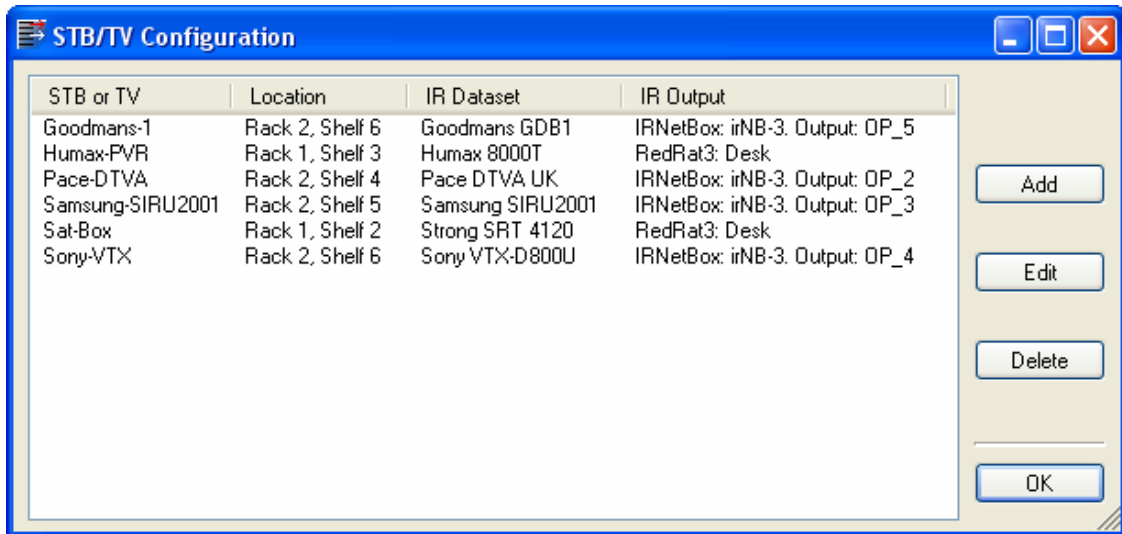 STB/TV Configuration
STB or TV Location IR Dataset IR Output
Goodmans-1 Rack 2, Shelf 6 Goodmans GDB1 IRNetBox: irNB-3. Output: OP_5
Humax-PVR Rack 1, Shelf 3 Humax 8000T RedRat3: Desk
Pace-DTVA Rack 2, Shelf 4 Pace DTVA UK IRNetBox: irNB-3. Output: OP_2
Samsung-SIRU2001 Rack 2, Shelf 5 Samsung SIRU2001 IRNetBox: irNB-3. Output: OP_3
Sat-Box Rack 1, Shelf 2 Strong SRT 4120 RedRat3: Desk
Sony-VTX Rack 2, Shelf 6 Sony VTX-D800U IRNetBox: irNB-3. Output: OP_4
Add
Edit
Delete
OK